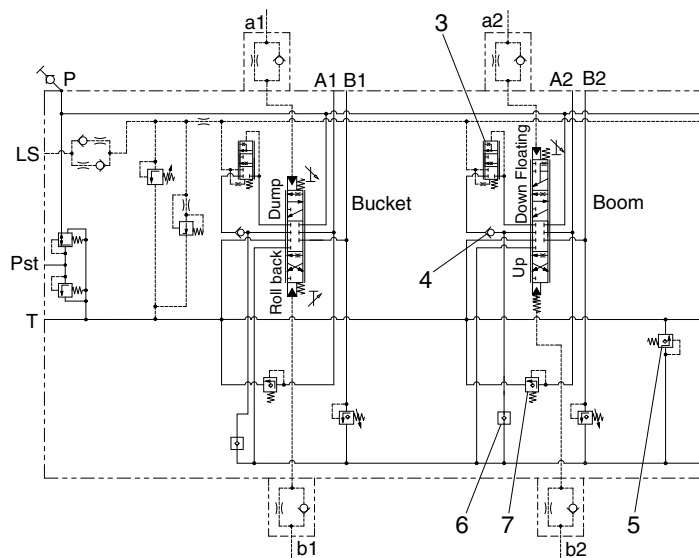 a1
a2
3
P
A1
B1
A2
B2
LS
Dump
Bucket
Down Floating
Boom
4
Pst
Roll back
Up
T
6
7
5
b1
b2